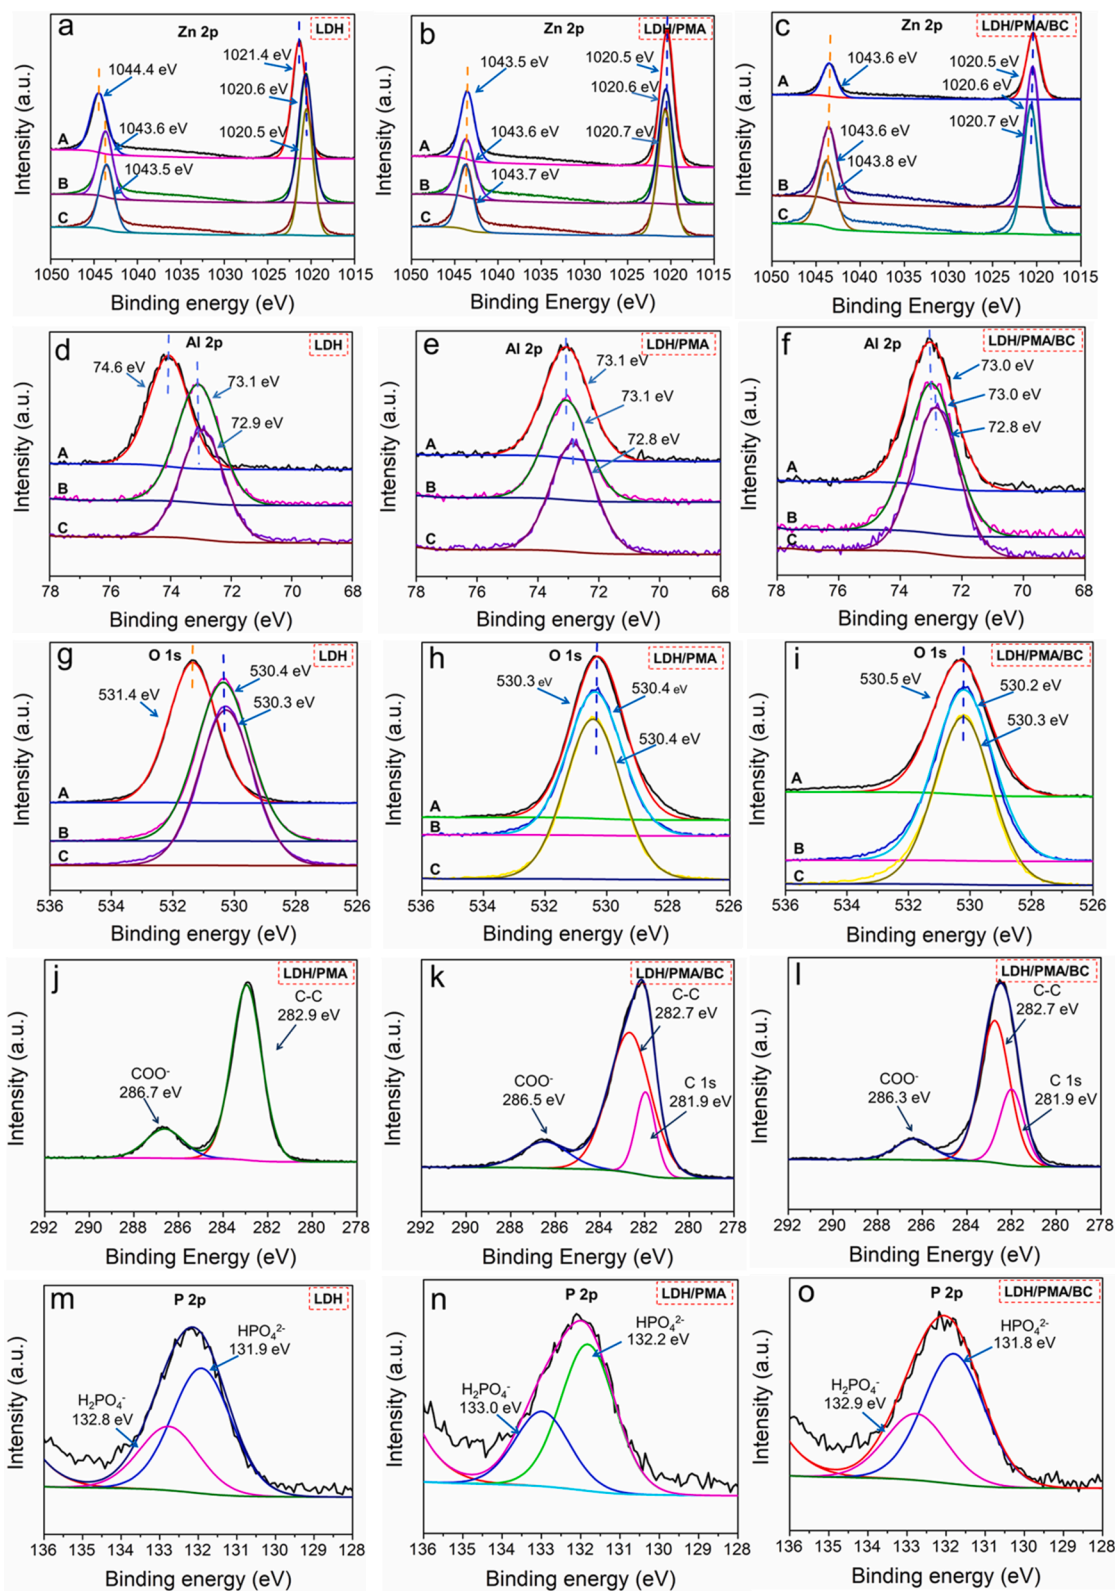 a
Zn 2p
LDH
1044.4 eV
1021.4 eV
1020.6 eV
1043.6 eV
1020.5 eV
1043.5 eV
A
B
C
1050 1045 1040 1035 1030 1025 1020 1015
Binding energy (eV)
Intensity (a.u.)
b
Zn 2p
LDH/PMA
1043.5 eV
1020.5 eV
1020.6 eV
1043.6 eV
1020.7 eV
1043.7 eV
A
B
C
1050 1045 1040 1035 1030 1025 1020 1015
Binding Energy (eV)
Intensity (a.u.)
c
Zn 2p
LDH/PMA/BC
1043.6 eV
1020.5 eV
1020.6 eV
1020.7 eV
1043.6 eV
1043.8 eV
A
B
C
1050 1045 1040 1035 1030 1025 1020 1015
Binding Energy (eV)
Intensity (a.u.)
d
Al 2p
LDH
74.6 eV
73.1 eV
72.9 eV
A
B
C
78 76 74 72 70 68
Binding energy (eV)
Intensity (a.u.)
e
Al 2p
LDH/PMA
73.1 eV
73.1 eV
72.8 eV
A
B
C
78 76 74 72 70 68
Binding energy (eV)
Intensity (a.u.)
f
Al 2p
LDH/PMA/BC
73.0 eV
73.0 eV
72.8 eV
A
B
C
78 76 74 72 70 68
Binding energy (eV)
Intensity (a.u.)
g
O 1s
LDH
531.4 eV
530.4 eV
530.3 eV
A
B
C
536 534 532 530 528 526
Binding energy (eV)
Intensity (a.u.)
h
O 1s
LDH/PMA
530.3 eV
530.4 eV
530.4 eV
A
B
C
536 534 532 530 528 526
Binding energy (eV)
Intensity (a.u.)
i
O 1s
LDH/PMA/BC
530.5 eV
530.2 eV
530.3 eV
A
B
C
536 534 532 530 528 526
Binding energy (eV)
Intensity (a.u.)
j
LDH/PMA
C-C
282.9 eV
COO⁻
286.7 eV
292 290 288 286 284 282 280 278
Binding Energy (eV)
Intensity (a.u.)
k
LDH/PMA/BC
C-C
282.7 eV
COO⁻
286.5 eV
C 1s
281.9 eV
292 290 288 286 284 282 280 278
Binding Energy (eV)
Intensity (a.u.)
l
LDH/PMA/BC
C-C
282.7 eV
COO⁻
286.3 eV
C 1s
281.9 eV
292 290 288 286 284 282 280 278
Binding Energy (eV)
Intensity (a.u.)
m
P 2p
LDH
HPO₄²⁻
131.9 eV
H₂PO₄⁻
132.8 eV
136 135 134 133 132 131 130 129 128
Binding energy (eV)
Intensity (a.u.)
n
P 2p
LDH/PMA
HPO₄²⁻
132.2 eV
H₂PO₄⁻
133.0 eV
136 135 134 133 132 131 130 129 128
Binding energy (eV)
Intensity (a.u.)
o
P 2p
LDH/PMA/BC
HPO₄²⁻
131.8 eV
H₂PO₄⁻
132.9 eV
136 135 134 133 132 131 130 129 128
Binding energy (eV)
Intensity (a.u.)